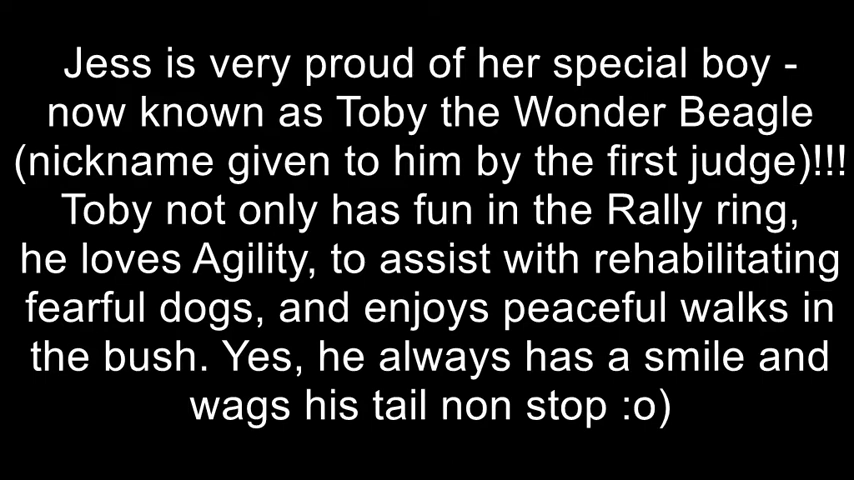 Jess is very proud of her special boy -
now known as Toby the Wonder Beagle
(nickname given to him by the first judge)!!!
Toby not only has fun in the Rally ring,
he loves Agility, to assist with rehabilitating
fearful dogs, and enjoys peaceful walks in
the bush. Yes, he always has a smile and
wags his tail non stop :o)